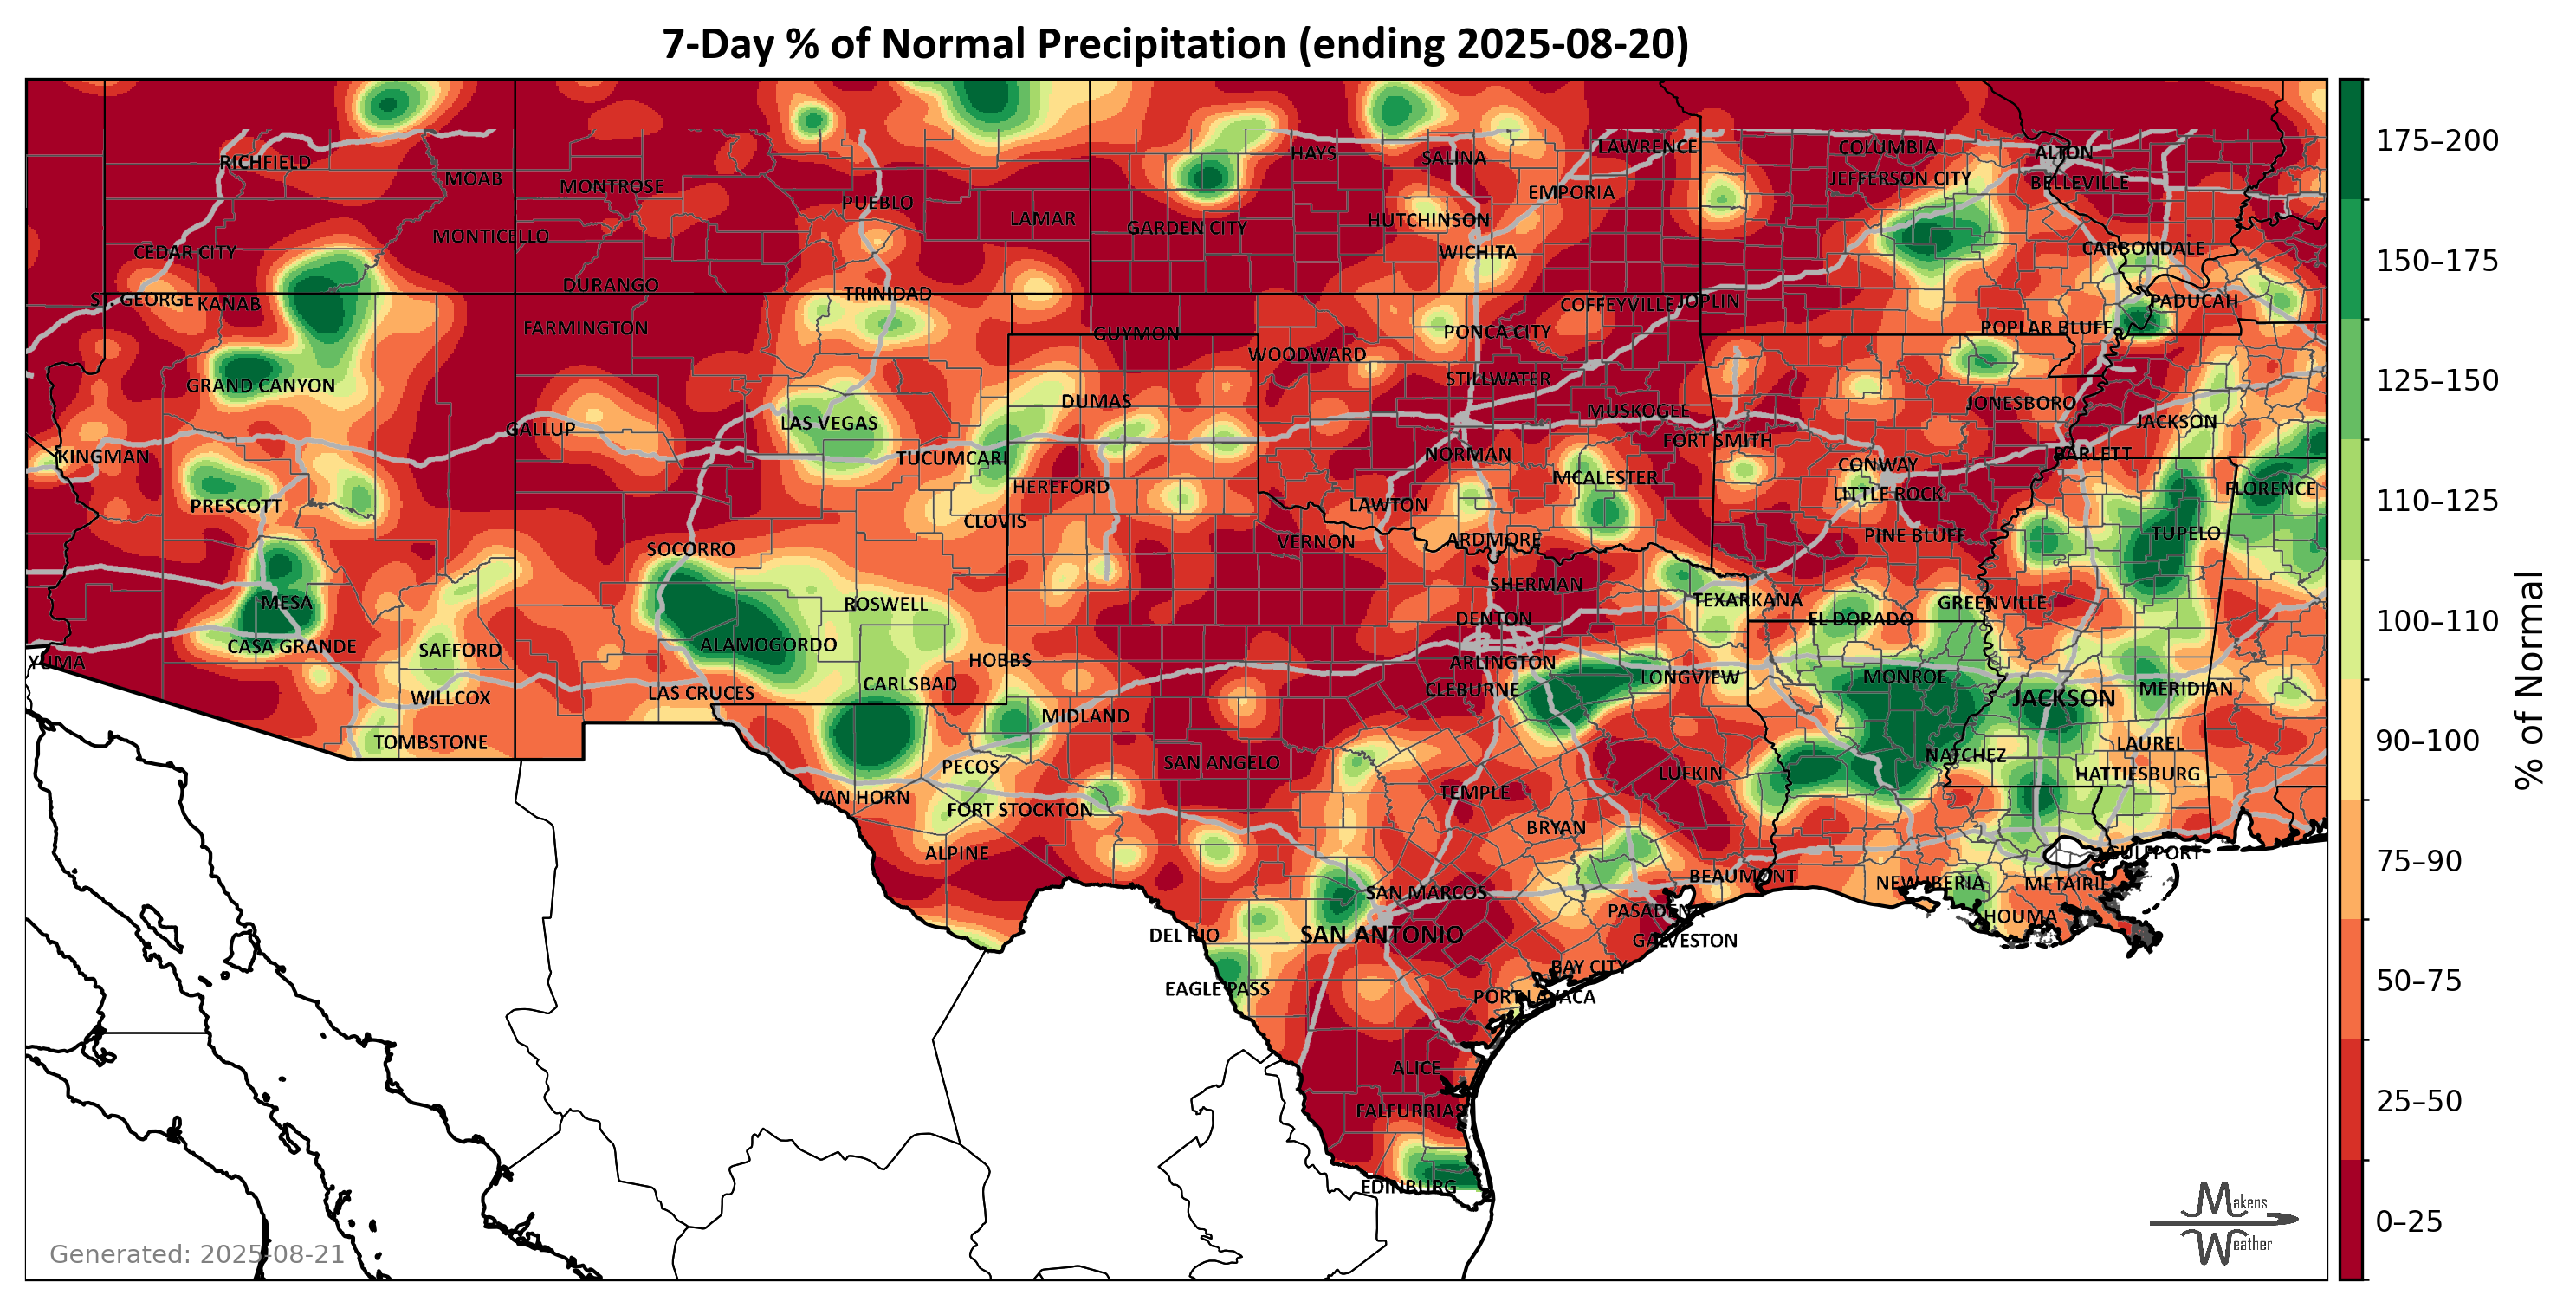 7-Day % of Normal Precipitation (ending 2025-08-20)
RICHFIELD
MOAB
MONTROSE
PUEBLO
LAMAR
HAYS
SALINA
LAWRENCE
COLUMBIA
ALTON
JEFFERSON CITY
BELLEVILLE
EMPORIA
HUTCHINSON
GARDEN CITY
WICHITA
MONTICELLO
CEDAR CITY
CARBONDALE
DURANGO
TRINIDAD
ST. GEORGE
KANAB
COFFEYVILLE
JOPLIN
PADUCAH
FARMINGTON
GUYMON
PONCA CITY
POPLAR BLUFF
WOODWARD
STILLWATER
GRAND CANYON
DUMAS
MUSKOGEE
JONESBORO
JACKSON
GALLUP
LAS VEGAS
FORT SMITH
KINGMAN
TUCUMCARI
NORMAN
BARLETT
CONWAY
MCALESTER
HEREFORD
LITTLE ROCK
FLORENCE
PRESCOTT
LAWTON
CLOVIS
TUPELO
PINE BLUFF
VERNON
ARDMORE
SOCORRO
SHERMAN
MESA
ROSWELL
TEXARKANA
GREENVILLE
DENTON
EL DORADO
CASA GRANDE
SAFFORD
ALAMOGORDO
YUMA
HOBBS
ARLINGTON
LONGVIEW
MONROE
CARLSBAD
CLEBURNE
LAS CRUCES
WILLCOX
JACKSON
MERIDIAN
MIDLAND
TOMBSTONE
LAUREL
NATCHEZ
PECOS
SAN ANGELO
LUFKIN
HATTIESBURG
TEMPLE
VAN HORN
FORT STOCKTON
BRYAN
ALPINE
GULFPORT
BEAUMONT
NEW IBERIA
METAIRIE
SAN MARCOS
PASADENA
HOUMA
DEL RIO
SAN ANTONIO
GALVESTON
BAY CITY
EAGLE PASS
PORT LAVACA
ALICE
FALFURRIAS
EDINBURG
175–200
150–175
125–150
110–125
100–110
90–100
75–90
50–75
25–50
0–25
% of Normal
Makens
Weather
Generated: 2025-08-21